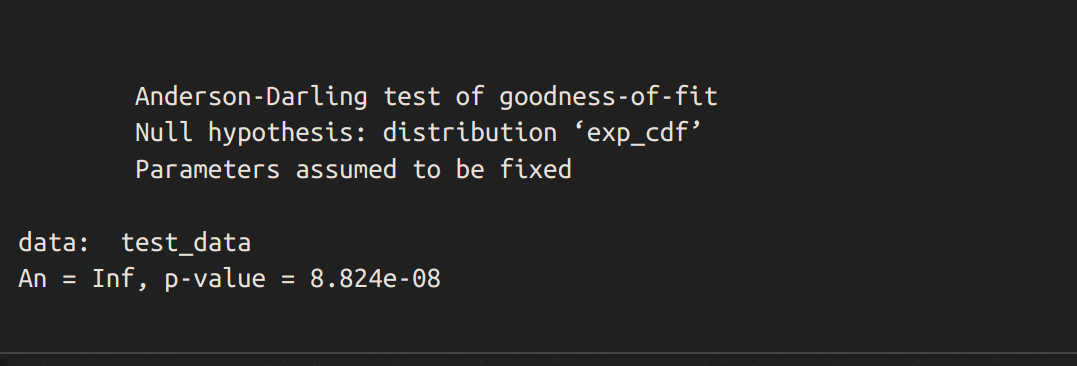 Anderson-Darling test of goodness-of-fit
Null hypothesis: distribution ‘exp_cdf’
Parameters assumed to be fixed
data:  test_data
An = Inf, p-value = 8.824e-08